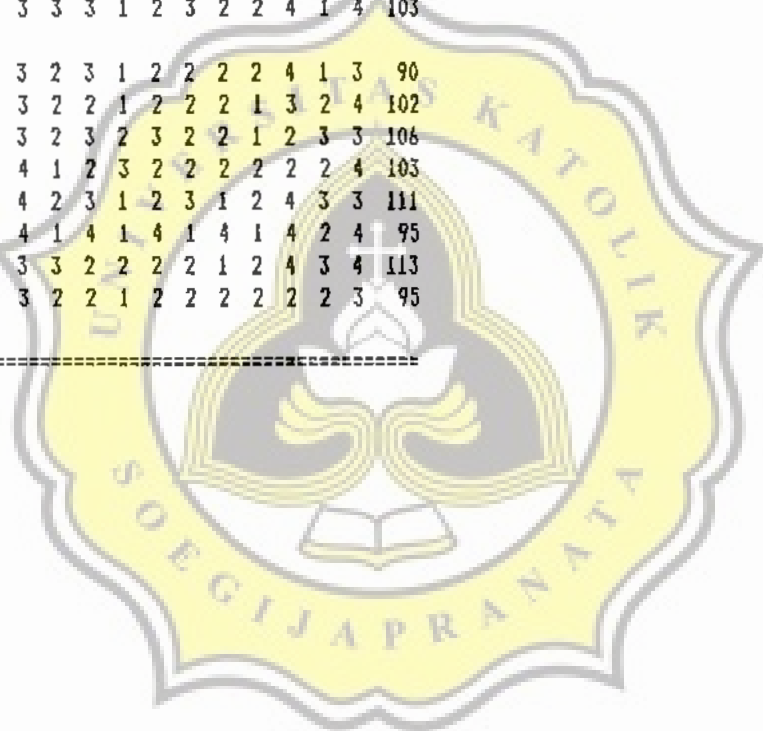 3 3 3 1 2 3 2 2 4 1 4 103
3 2 3 1 2 2 2 2 4 1 3 90
3 2 2 1 2 2 2 1 3 2 4 102
3 2 3 2 3 2 2 1 2 3 3 106
4 1 2 3 2 2 2 2 2 2 4 103
4 2 3 1 2 3 1 2 4 3 3 111
4 1 4 1 4 1 4 1 4 2 4 95
3 3 2 2 2 2 1 2 4 3 4 113
3 2 2 1 2 2 2 2 2 2 3 95
UNIVERSITAS KATOLIK
SOEGIJAPRANATA